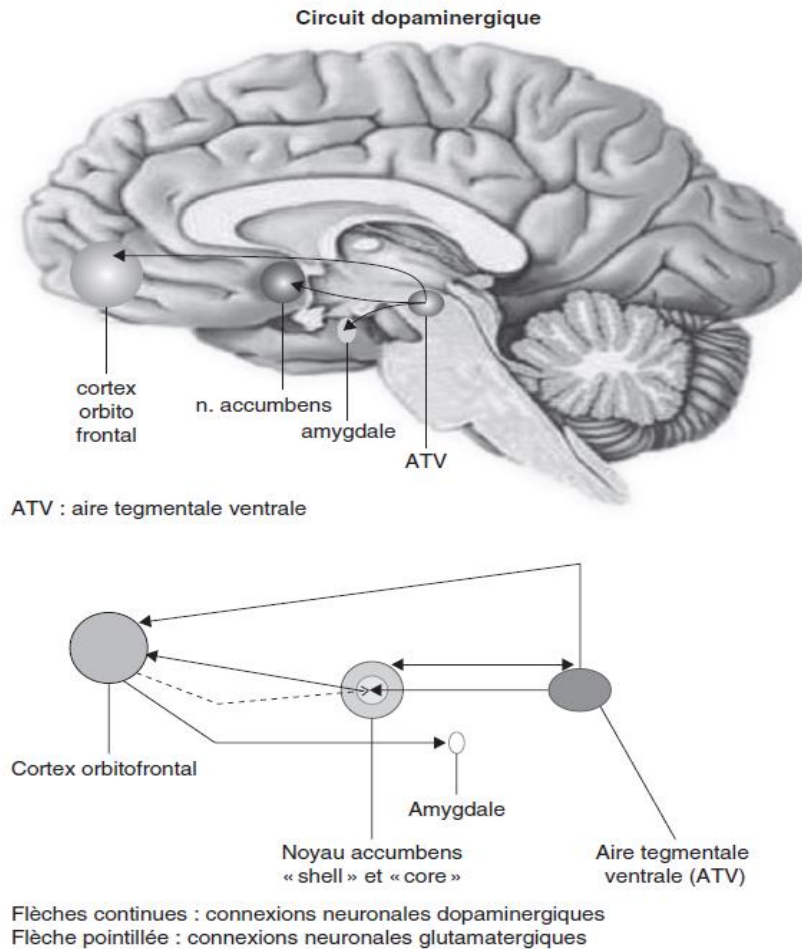 Circuit dopaminergique
cortex
orbito
frontal
n. accumbens
amygdale
ATV
ATV : aire tegmentale ventrale
Cortex orbitofrontal
Amygdale
Noyau accumbens
« shell » et « core »
Aire tegmentale
ventrale (ATV)
Flèches continues : connexions neuronales dopaminergiques
Flèche pointillée : connexions neuronales glutamatergiques